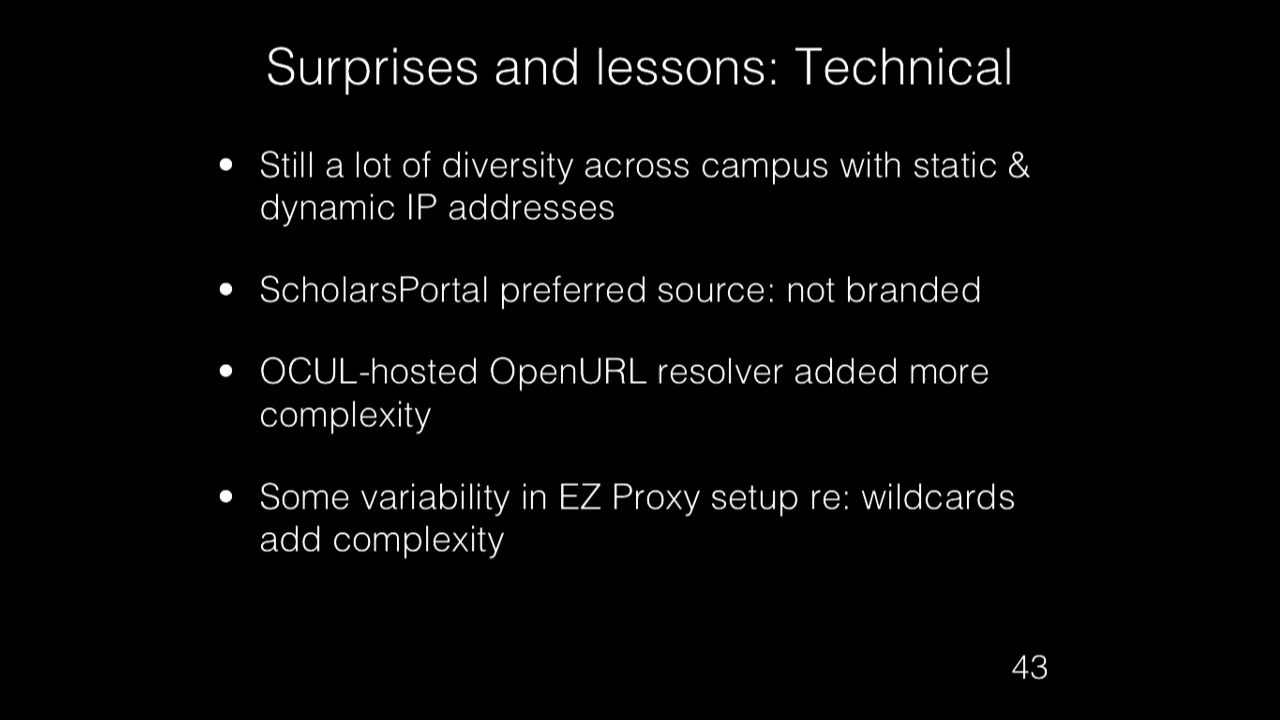 Surprises and lessons: Technical
• Still a lot of diversity across campus with static &
dynamic IP addresses
• ScholarsPortal preferred source: not branded
• OCUL-hosted OpenURL resolver added more
complexity
• Some variability in EZ Proxy setup re: wildcards
add complexity
43